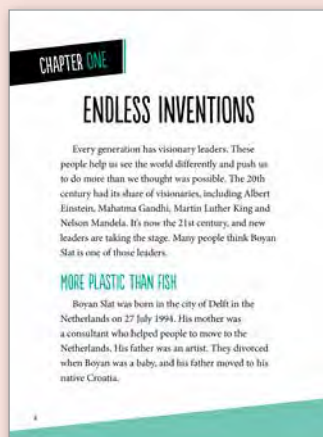 CHAPTER ONE
ENDLESS INVENTIONS
Every generation has visionary leaders. These
people help us see the world differently and push us
to do more than we thought was possible. The 20th
century had its share of visionaries, including Albert
Einstein, Mahatma Gandhi, Martin Luther King and
Nelson Mandela. It's now the 21st century, and new
leaders are taking the stage. Many people think Boyan
Slat is one of those leaders.
MORE PLASTIC THAN FISH
Boyan Slat was born in the city of Delft in the
Netherlands on 27 July 1994. His mother was
a consultant who helped people to move to the
Netherlands. His father was an artist. They divorced
when Boyan was a baby, and his father moved to his
native Croatia.
4